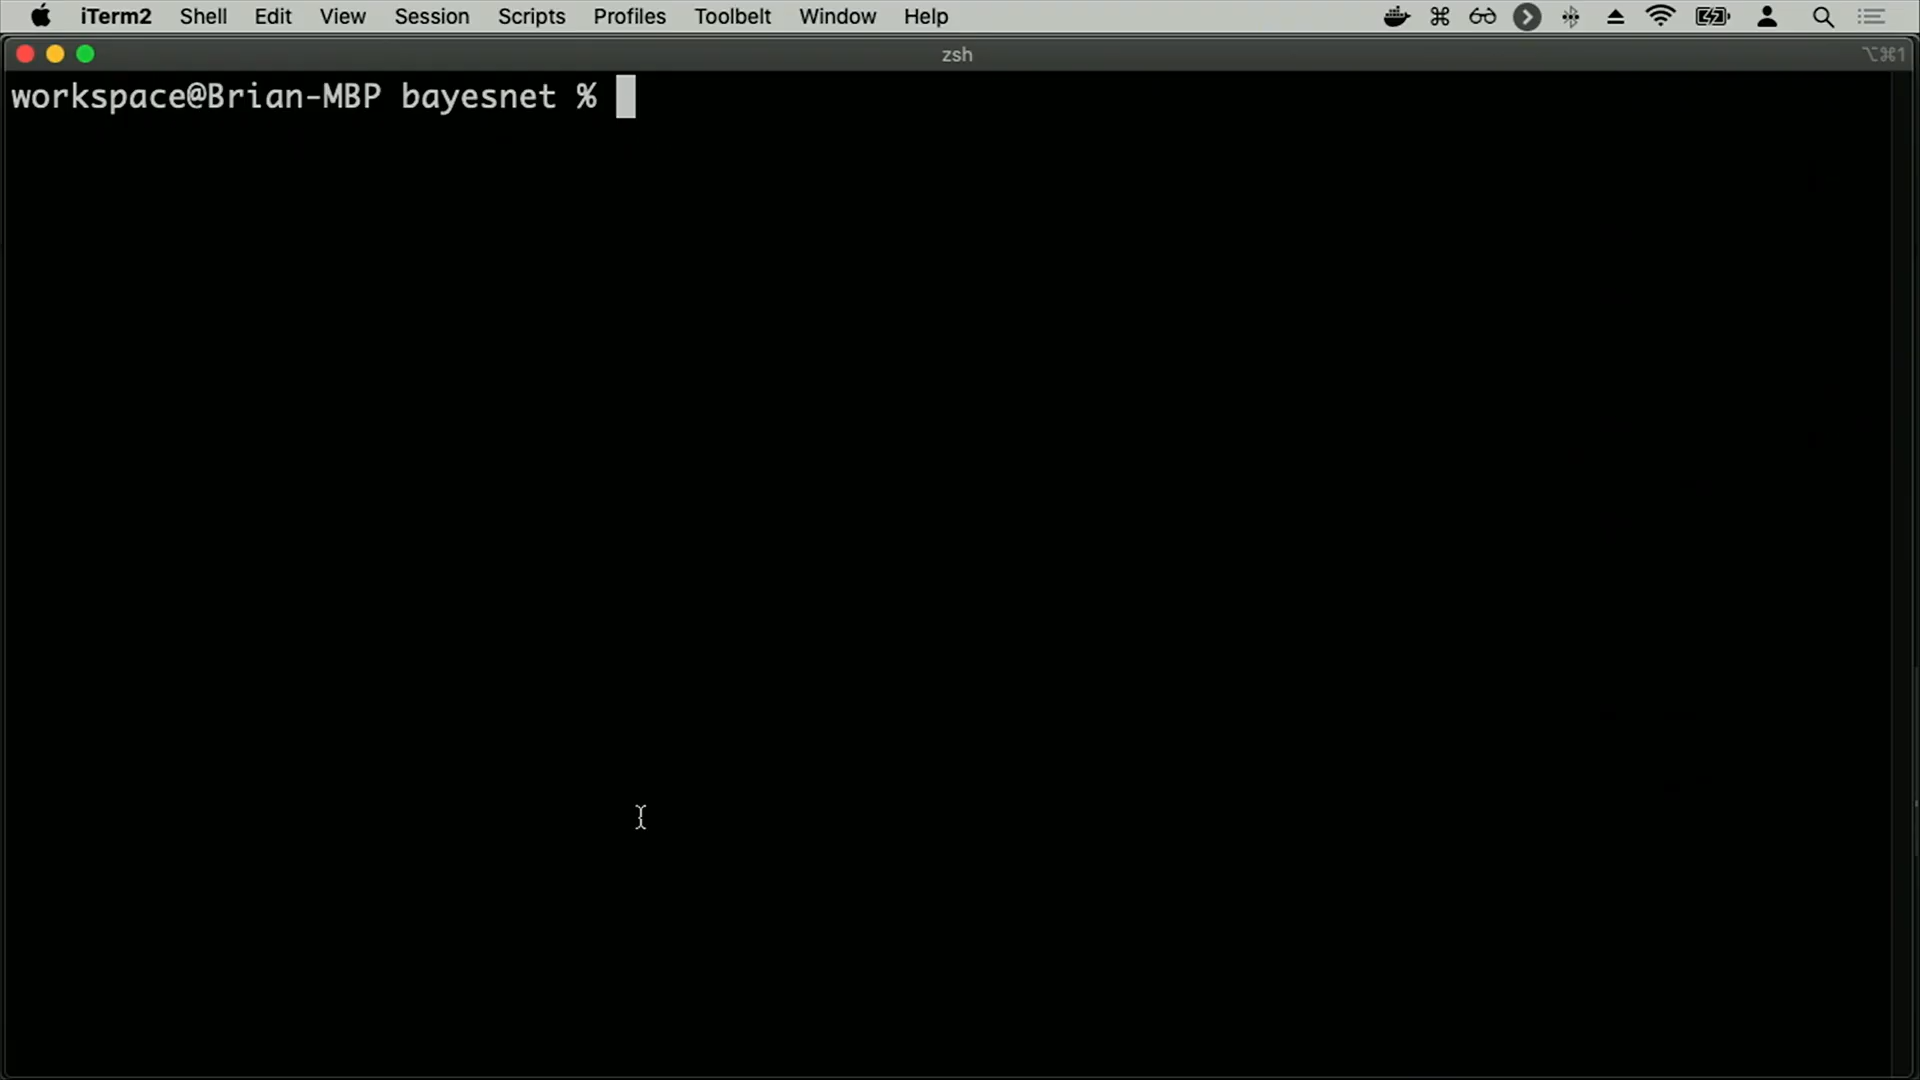 iTerm2 Shell Edit View Session Scripts Profiles Toolbelt Window Help
zsh ⌥⌘1
workspace@Brian-MBP bayesnet %